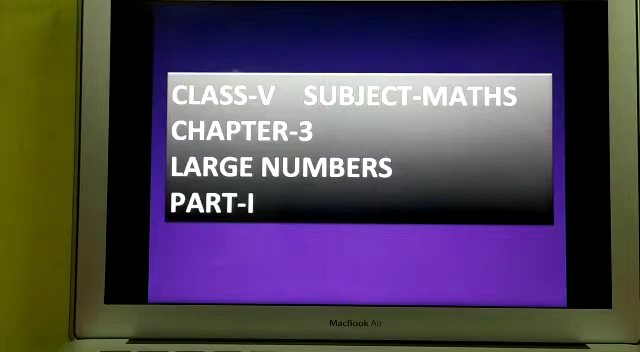 CLASS-V SUBJECT-MATHS
CHAPTER-3
LARGE NUMBERS
PART-I
MacBook Air